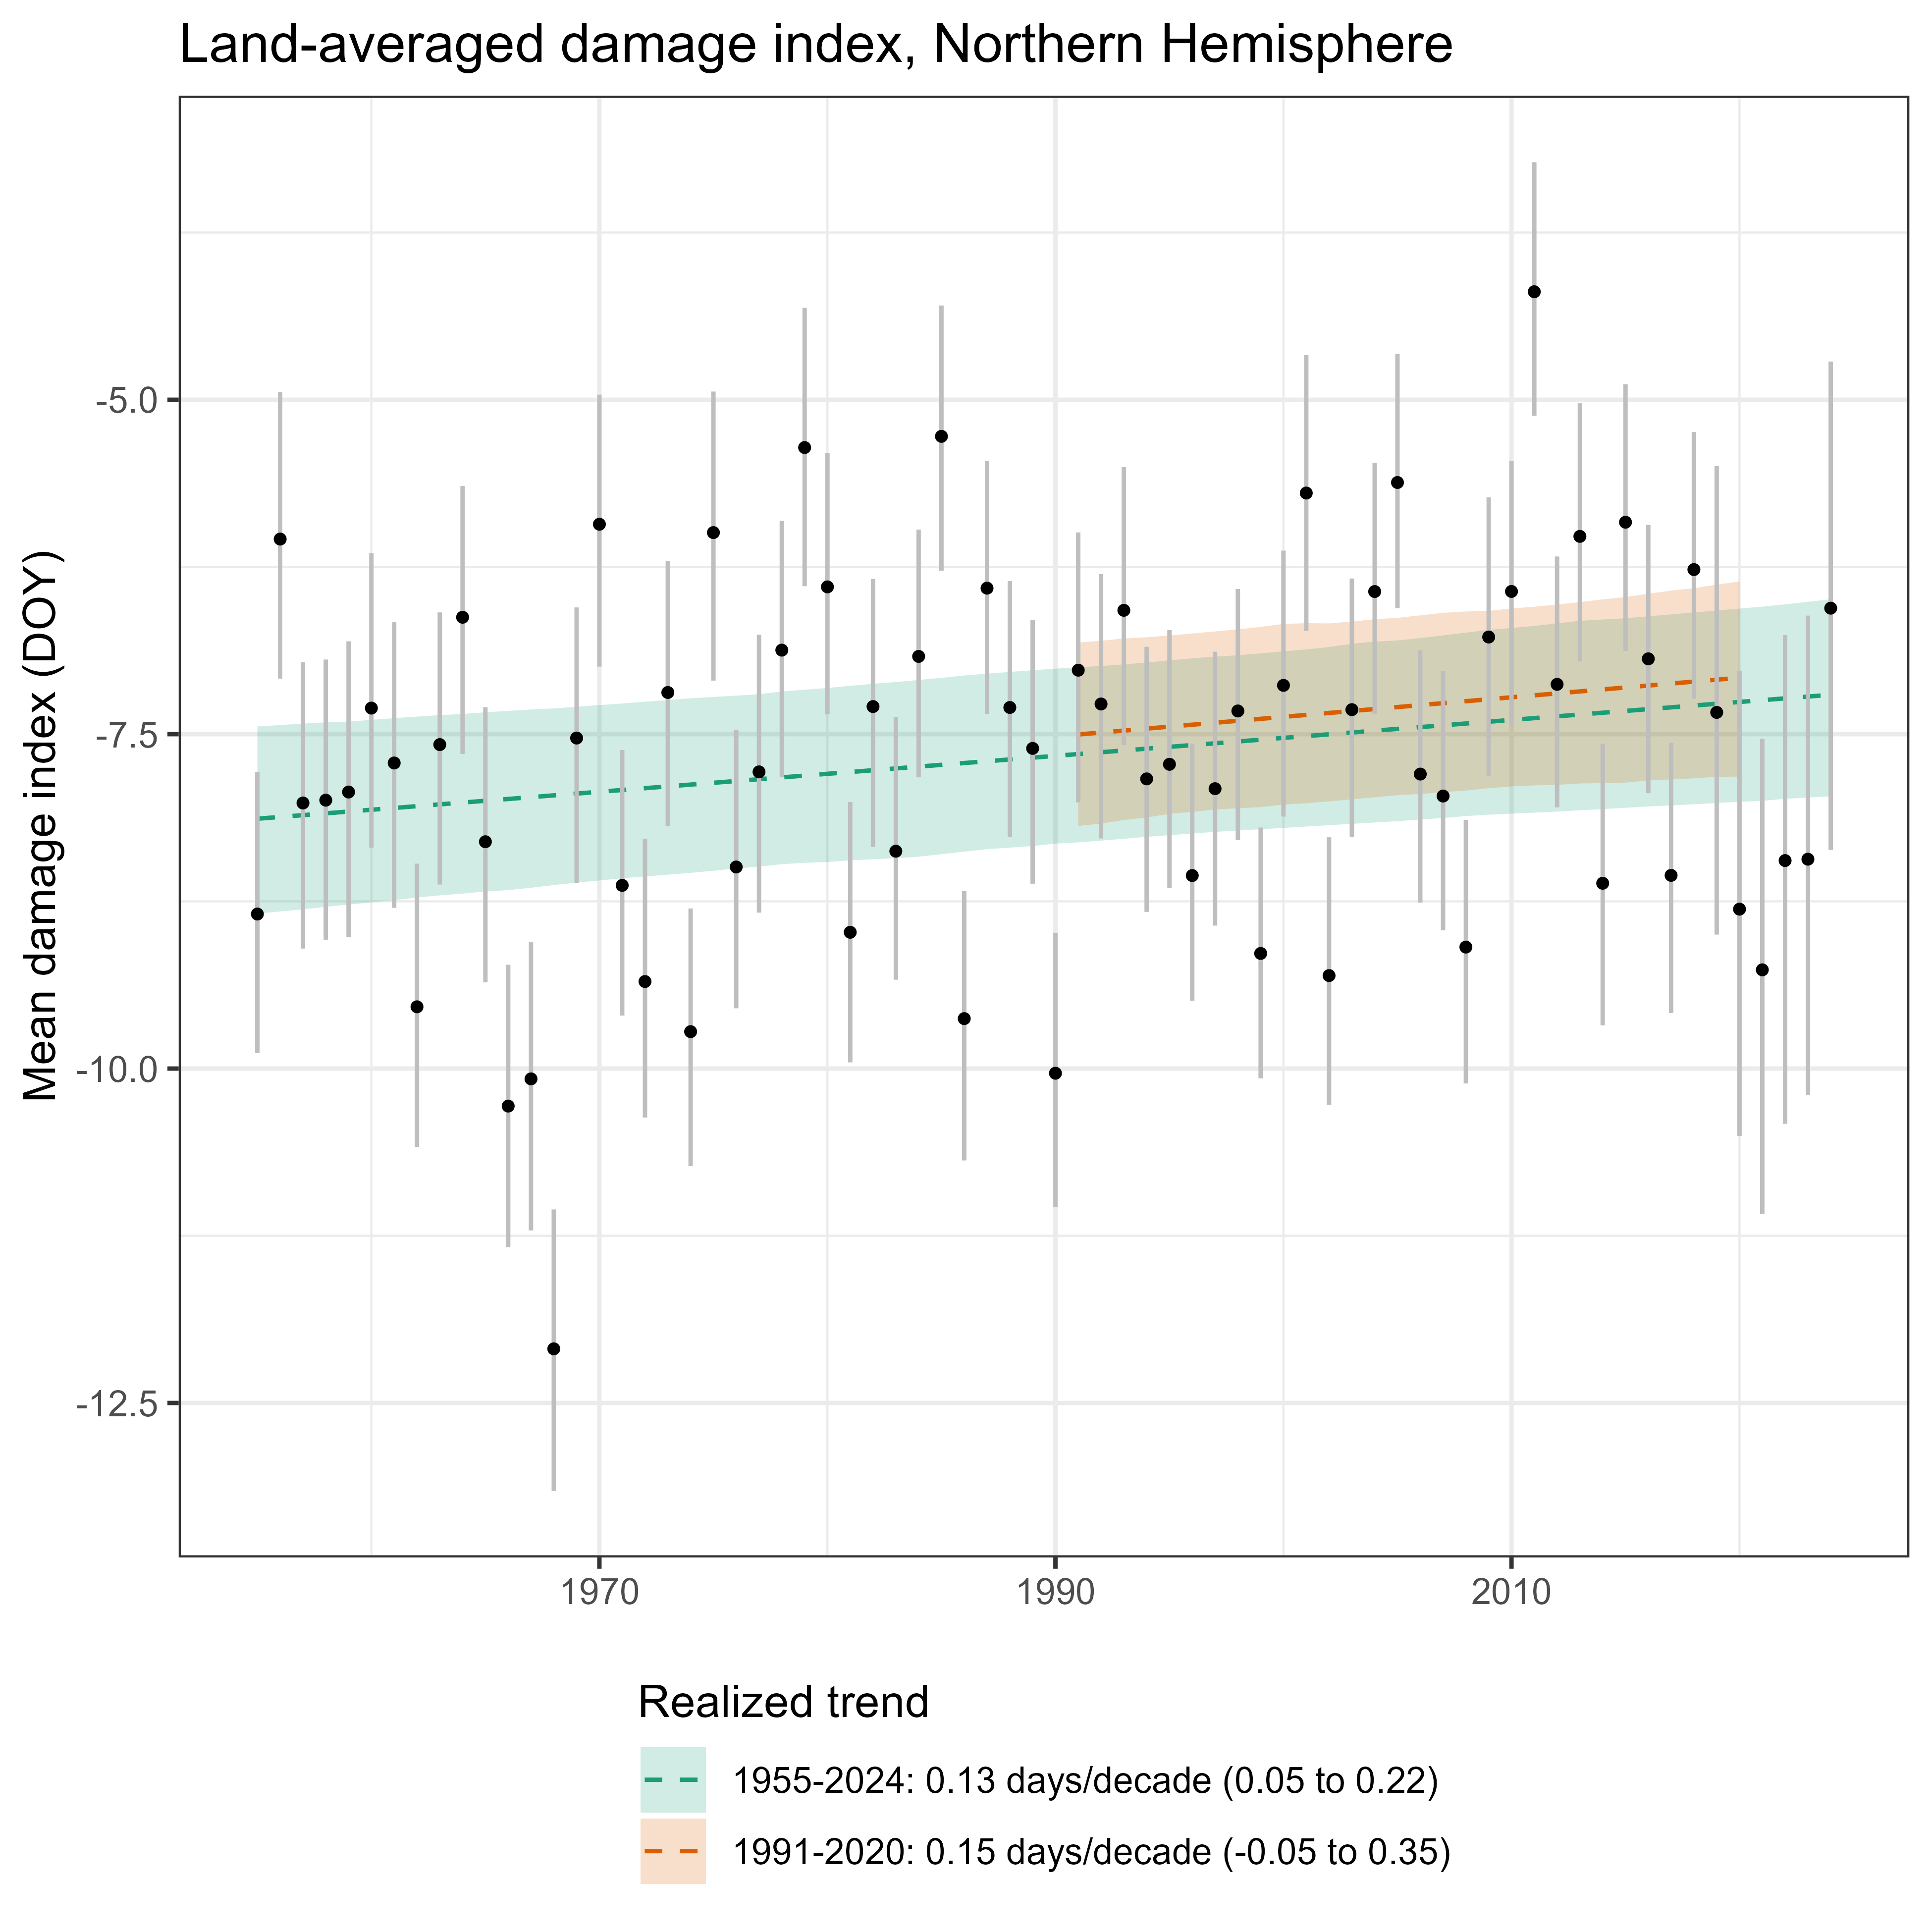 Land-averaged damage index, Northern Hemisphere
Mean damage index (DOY)
-5.0
-7.5
-10.0
-12.5
1970
1990
2010
Realized trend
1955-2024: 0.13 days/decade (0.05 to 0.22)
1991-2020: 0.15 days/decade (-0.05 to 0.35)